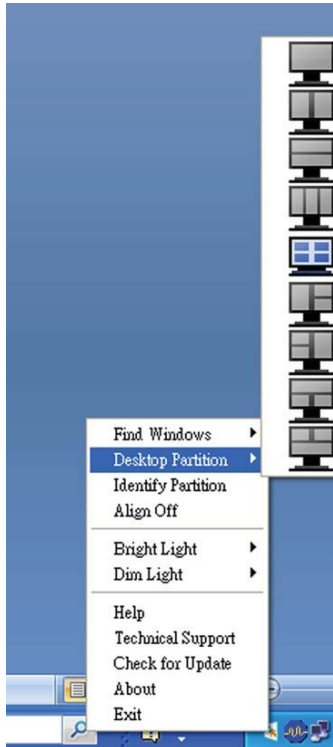 Find Windows
Desktop Partition
Identify Partition
Align Off
Bright Light
Dim Light
Help
Technical Support
Check for Update
About
Exit